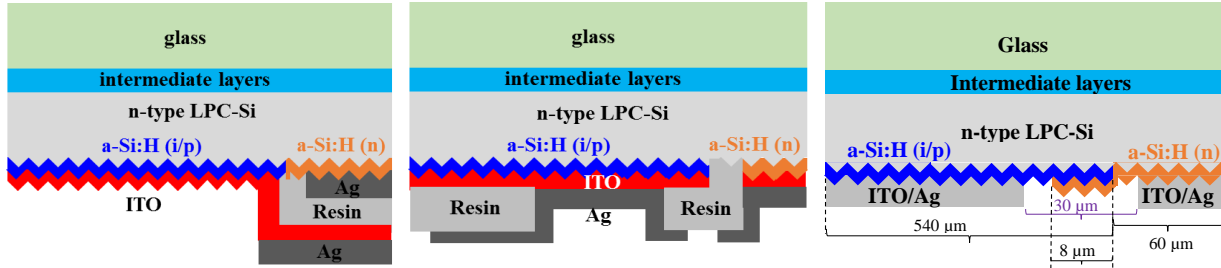 glass
intermediate layers
n-type LPC-Si
a-Si:H (i/p)
a-Si:H (n)
Ag
ITO
Resin
Ag
glass
intermediate layers
n-type LPC-Si
a-Si:H (i/p)
a-Si:H (n)
ITO
Resin
Ag
Resin
Glass
Intermediate layers
n-type LPC-Si
a-Si:H (i/p)
a-Si:H (n)
ITO/Ag
ITO/Ag
30 µm
540 µm
60 µm
8 µm